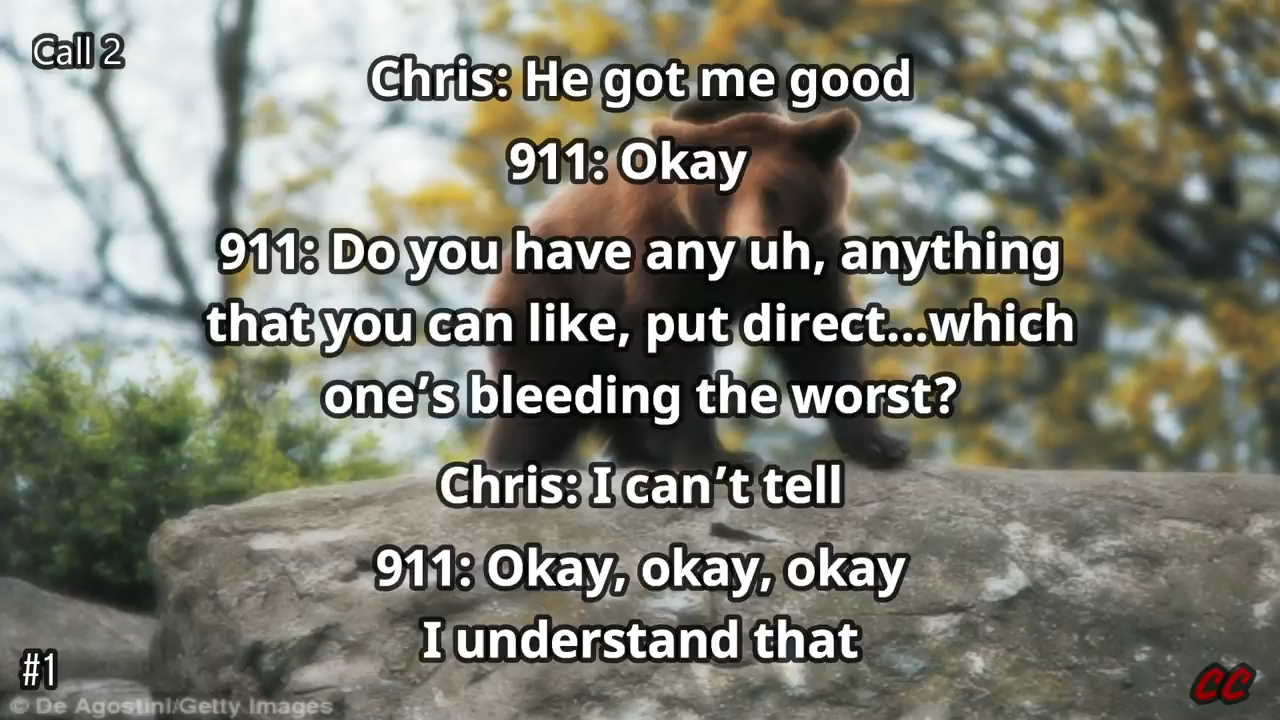 Call 2
Chris: He got me good
911: Okay
911: Do you have any uh, anything
that you can like, put direct...which
one’s bleeding the worst?
Chris: I can’t tell
911: Okay, okay, okay
I understand that
#1
CC
© De Agostini/Getty Images